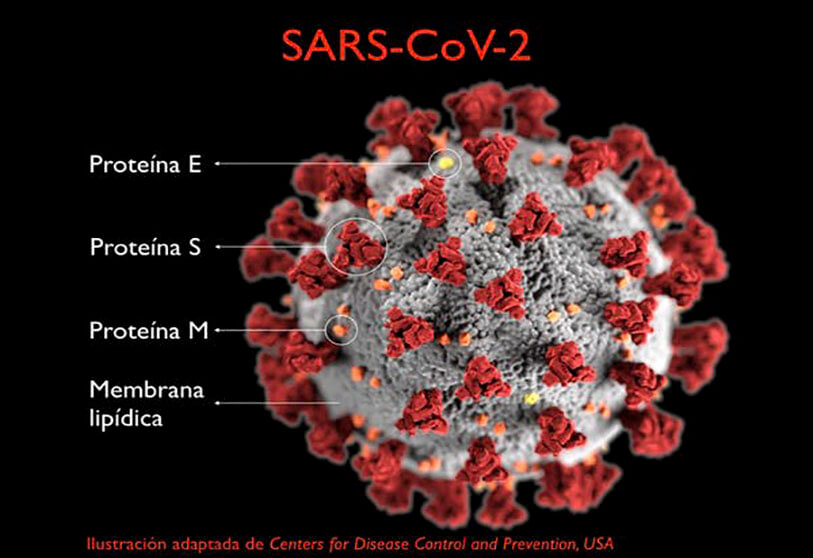 SARS-CoV-2
Proteína E
Proteína S
Proteína M
Membrana
lipídica
Ilustración adaptada de Centers for Disease Control and Prevention, USA